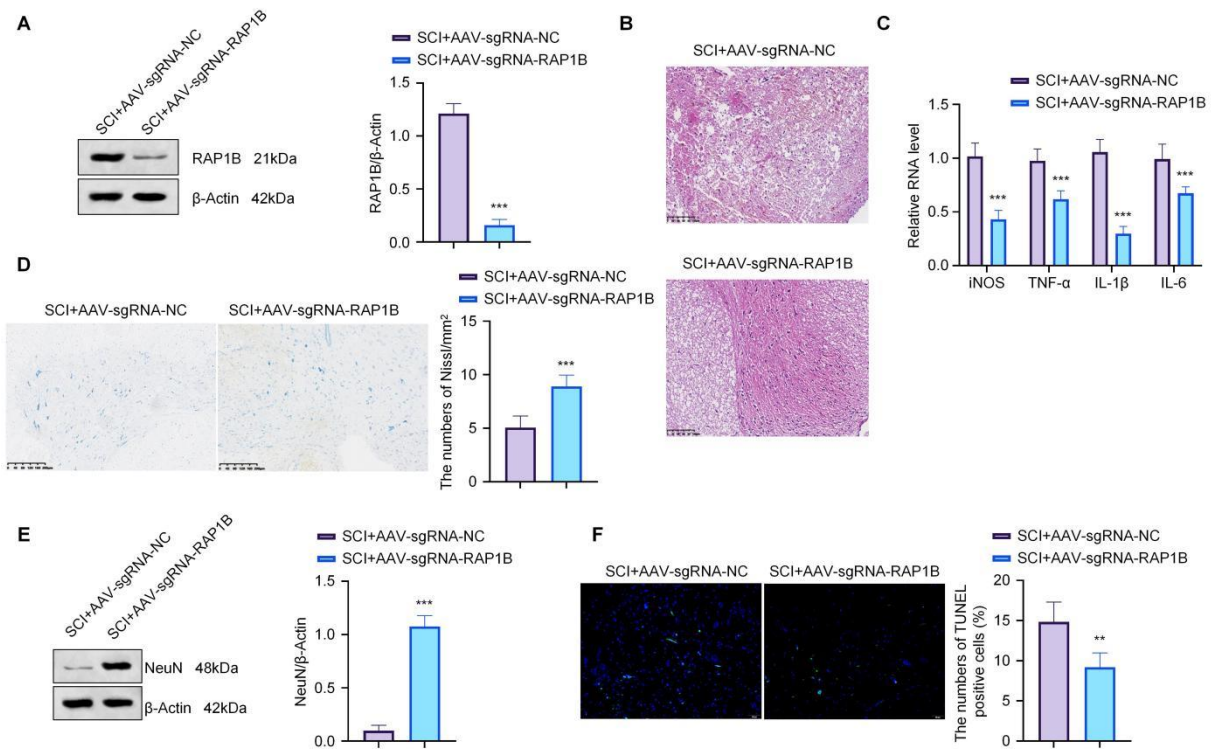 A
SCI+AAV-sgRNA-NC
SCI+AAV-sgRNA-RAP1B
RAP1B 21kDa
β-Actin 42kDa
SCI+AAV-sgRNA-NC
SCI+AAV-sgRNA-RAP1B
RAP1B/β-Actin
1.5
1.0
0.5
0.0
***
B
SCI+AAV-sgRNA-NC
SCI+AAV-sgRNA-RAP1B
C
SCI+AAV-sgRNA-NC
SCI+AAV-sgRNA-RAP1B
Relative RNA level
1.5
1.0
0.5
0.0
***
***
***
***
iNOS TNF-α IL-1β IL-6
D
SCI+AAV-sgRNA-NC
SCI+AAV-sgRNA-RAP1B
SCI+AAV-sgRNA-NC
SCI+AAV-sgRNA-RAP1B
The numbers of Nissl/mm²
15
10
5
0
***
E
SCI+AAV-sgRNA-NC
SCI+AAV-sgRNA-RAP1B
NeuN 48kDa
β-Actin 42kDa
SCI+AAV-sgRNA-NC
SCI+AAV-sgRNA-RAP1B
NeuN/β-Actin
1.5
1.0
0.5
0.0
***
F
SCI+AAV-sgRNA-NC
SCI+AAV-sgRNA-RAP1B
SCI+AAV-sgRNA-NC
SCI+AAV-sgRNA-RAP1B
The numbers of TUNEL
positive cells (%)
20
15
10
5
0
**